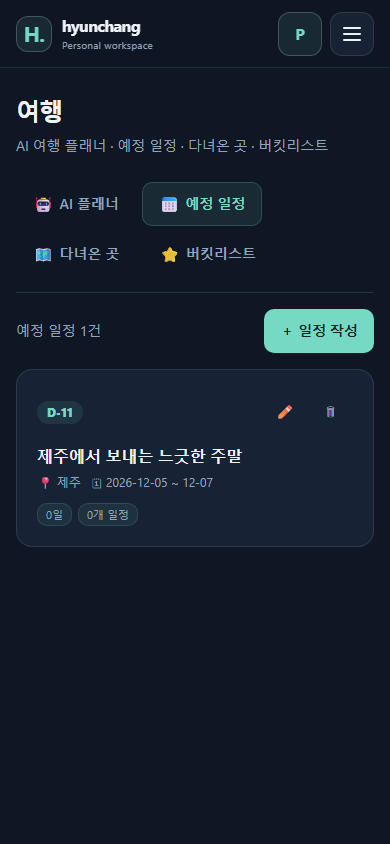 H.
hyunchang
Personal workspace
P
여행
AI 여행 플래너 · 예정 일정 · 다녀온 곳 · 버킷리스트
AI 플래너
예정 일정
다녀온 곳
버킷리스트
예정 일정 1건
+ 일정 작성
D-11
제주에서 보내는 느긋한 주말
제주 2026-12-05 ~ 12-07
0일 0개 일정